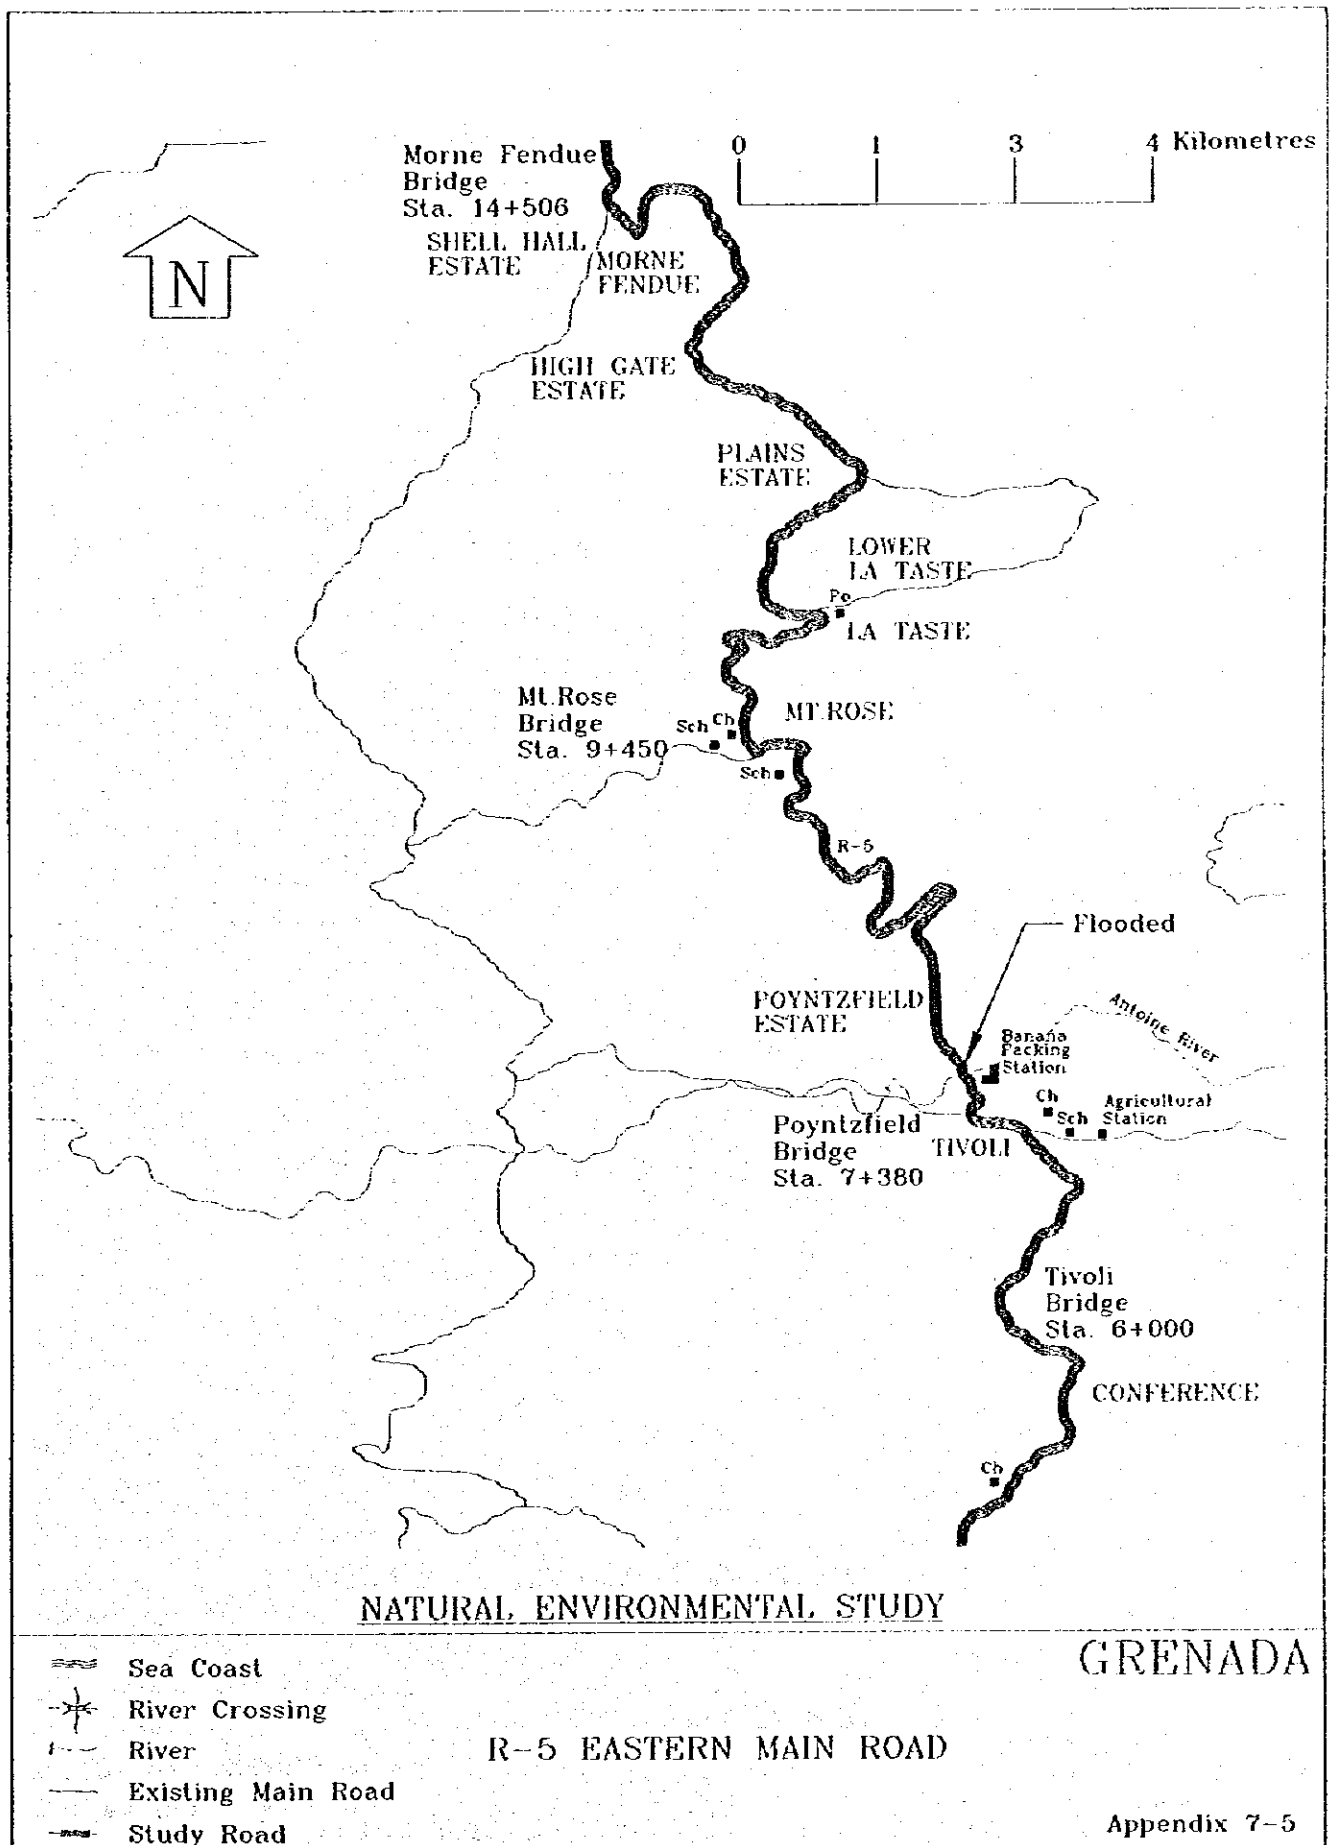 0 1 3 4 Kilometres
Morne Fendue
Bridge
Sta. 14+506
SHELL HALL
ESTATE
MORNE
FENDUE
N
HIGH GATE
ESTATE
PLAINS
ESTATE
LOWER
LA TASTE
Po
LA TASTE
Mt.Rose
Bridge
Sta. 9+450
Sch
Ch
MT.ROSE
Sch
R-5
Flooded
POYNTZFIELD
ESTATE
Antoine River
Banana
Packing
Station
Ch
Sch
Agricultural
Station
Poyntzfield
Bridge
Sta. 7+380
TIVOLI
Tivoli
Bridge
Sta. 6+000
CONFERENCE
Ch
NATURAL ENVIRONMENTAL STUDY
GRENADA
Sea Coast
River Crossing
River
Existing Main Road
Study Road
R-5 EASTERN MAIN ROAD
Appendix 7-5